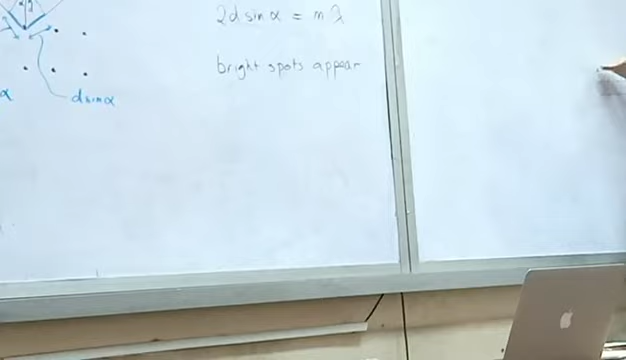 2d sin α = m λ
bright spots appear
α
d sin α